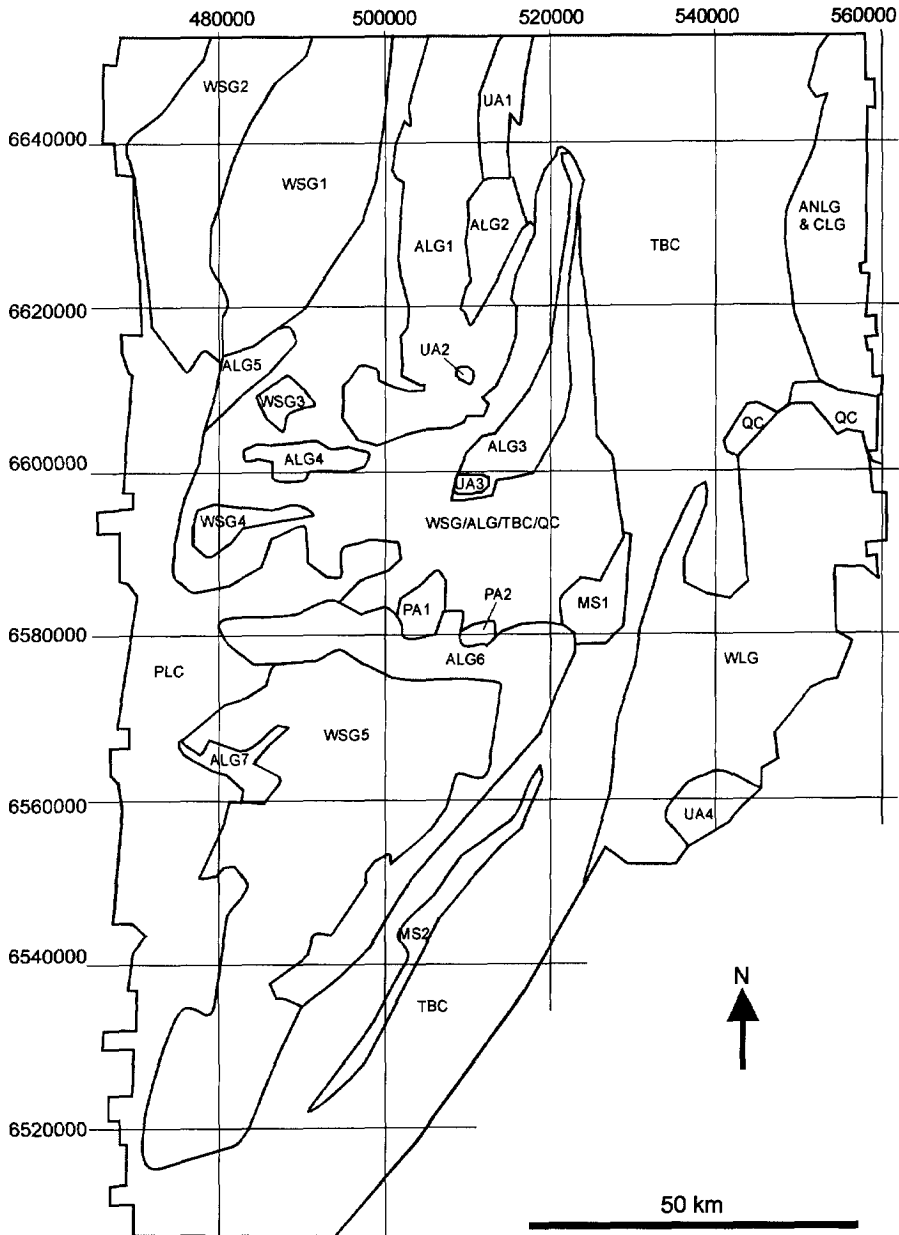 480000 500000 520000 540000 560000
WSG2
UA1
6640000
WSG1
ALG1
ALG2
TBC
ANLG
& CLG
6620000
ALG5
UA2
WSG3
QC
QC
ALG4
ALG3
6600000
UA3
WSG4
WSG/ALG/TBC/QC
PA1
PA2
MS1
6580000
PLC
ALG6
WLG
WSG5
ALG7
6560000
UA4
MS2
6540000
TBC
N
6520000
50 km